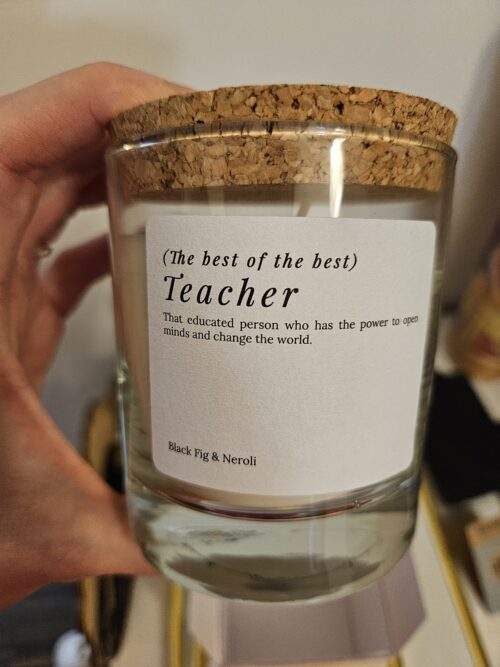 (The best of the best)
Teacher
That educated person who has the power to open
minds and change the world.
Black Fig & Neroli